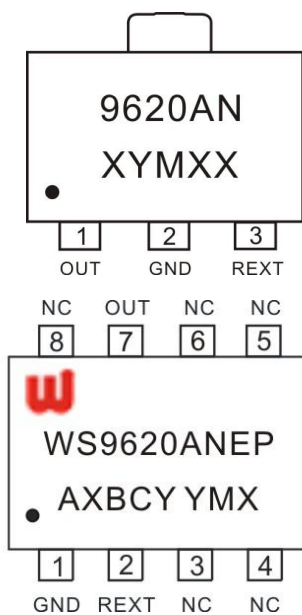 9620AN
XYMXX
1 2 3
OUT GND REXT
NC OUT NC NC
8 7 6 5
W
WS9620ANEP
AXBCY YMX
1 2 3 4
GND REXT NC NC